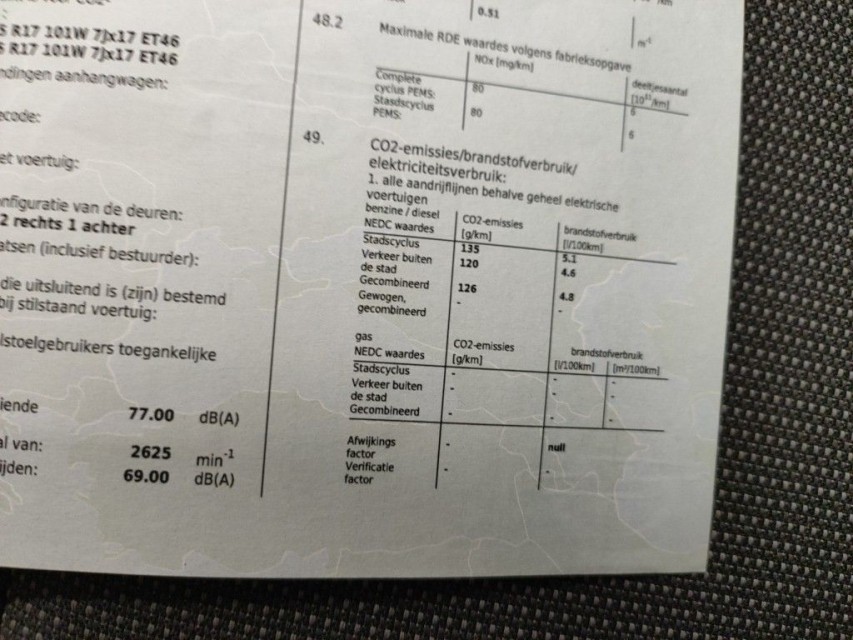 R17 101W 7Jx17 ET46
R17 101W 7Jx17 ET46
ndingen aanhangwagen:
ecode:
et voertuig:
nfiguratie van de deuren:
2 rechts 1 achter
atsen (inclusief bestuurder):
die uitsluitend is (zijn) bestemd
bij stilstaand voertuig:
lstoelgebruikers toegankelijke
iende 77.00 dB(A)
al van: 2625 min-1
ijden: 69.00 dB(A)
0.51
m-1
48.2 Maximale RDE waardes volgens fabrieksopgave
NOx [mg/km] deeltjesaantal
[10¹¹/km]
Complete
cyclus PEMS: 80 6
Stasdscyclus
PEMS: 80 6
49. CO2-emissies/brandstofverbruik/
elektriciteitsverbruik:
1. alle aandrijflijnen behalve geheel elektrische
voertuigen
benzine / diesel
NEDC waardes CO2-emissies brandstofverbruik
[g/km] [l/100km]
Stadscyclus 135 5.1
Verkeer buiten 120 4.6
de stad
Gecombineerd 126 4.8
Gewogen, - -
gecombineerd
gas
NEDC waardes CO2-emissies brandstofverbruik
[g/km] [l/100km] [m³/100km]
Stadscyclus - - -
Verkeer buiten - - -
de stad
Gecombineerd - - -
Afwijkings - null
factor
Verificatie - -
factor